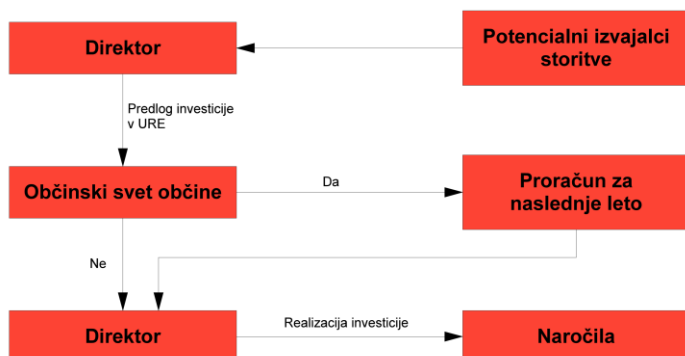 Direktor
Potencialni izvajalci
storitve
Predlog investicije
v URE
Občinski svet občine
Da
Proračun za
naslednje leto
Ne
Direktor
Realizacija investicije
Naročila